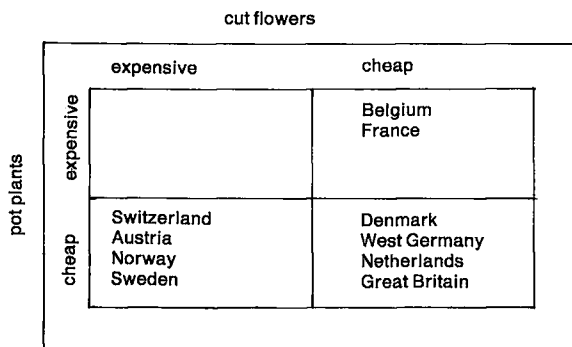 cut flowers
expensive cheap
pot plants
expensive
Belgium
France
cheap
Switzerland
Austria
Norway
Sweden
Denmark
West Germany
Netherlands
Great Britain